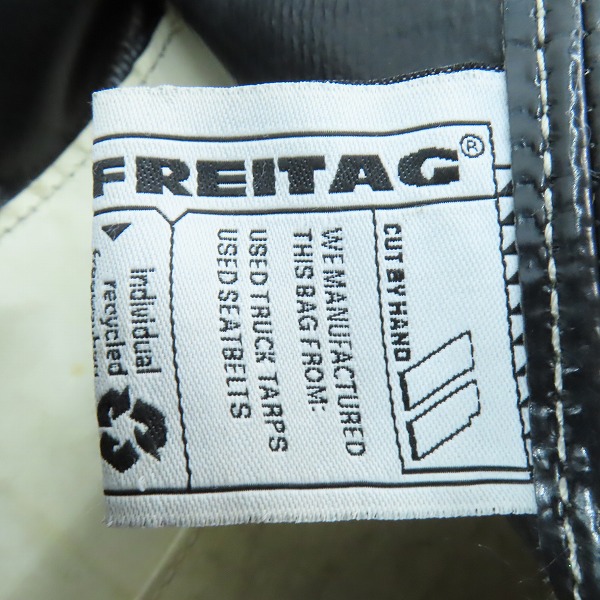 FREITAG®
individual
recycled
WE MANUFACTURED
THIS BAG FROM:
USED TRUCK TARPS
USED SEATBELTS
CUT BY HAND